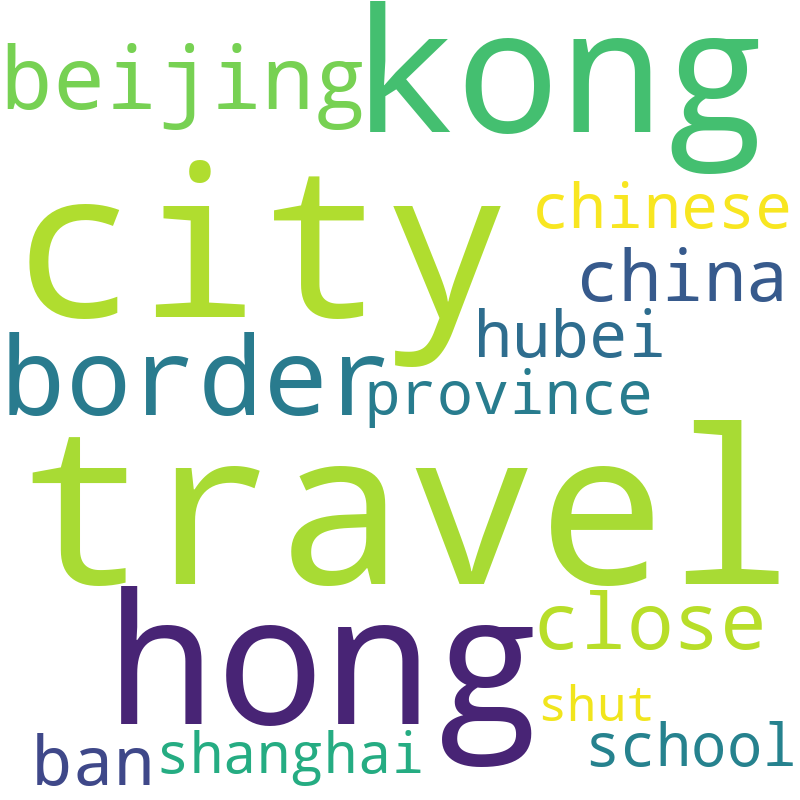 beijing kong
city
chinese
china
hubei
border
province
travel
hong
close
shut
school
ban shanghai